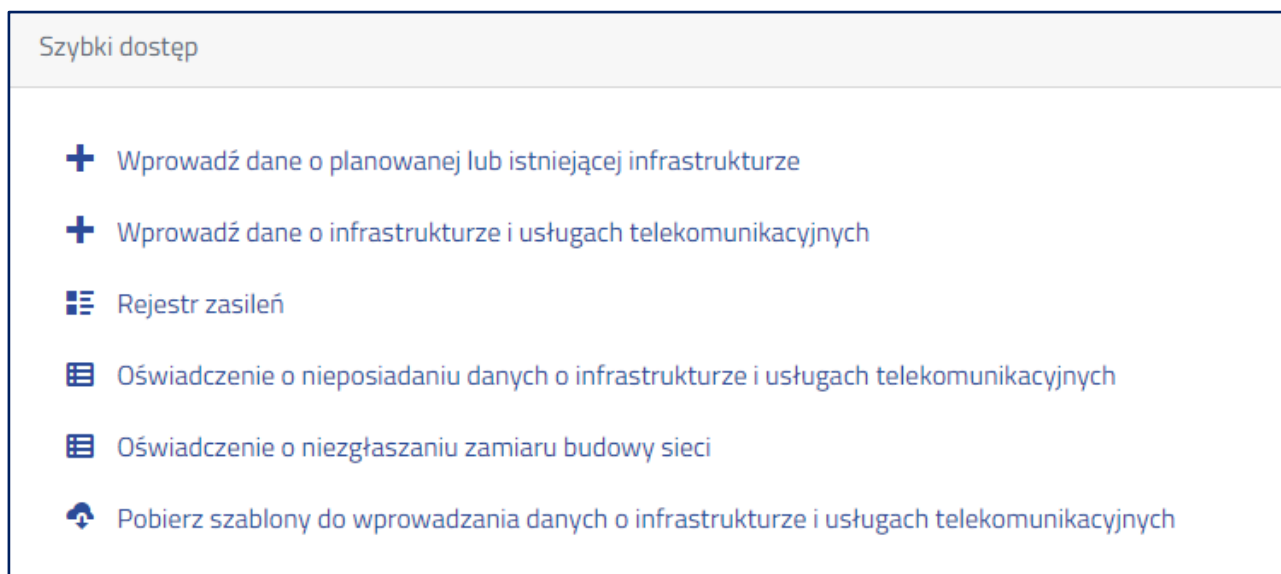 Szybki dostęp
Wprowadź dane o planowanej lub istniejącej infrastrukturze
Wprowadź dane o infrastrukturze i usługach telekomunikacyjnych
Rejestr zasileń
Oświadczenie o nieposiadaniu danych o infrastrukturze i usługach telekomunikacyjnych
Oświadczenie o niezgłaszaniu zamiaru budowy sieci
Pobierz szablony do wprowadzania danych o infrastrukturze i usługach telekomunikacyjnych